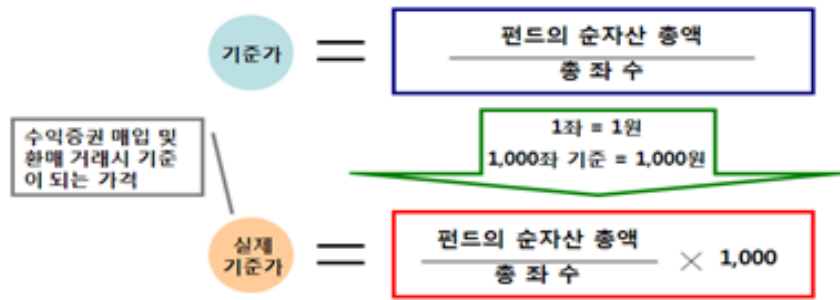 기준가
=
펀드의 순자산 총액
총 좌 수
1좌 = 1원
1,000좌 기준 = 1,000원
수익증권 매입 및
환매 거래시 기준
이 되는 가격
실제
기준가
=
펀드의 순자산 총액
총 좌 수
× 1,000